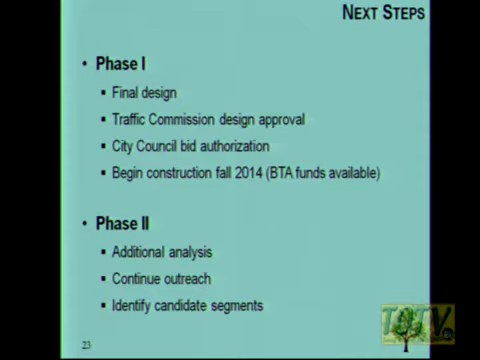 NEXT STEPS
• Phase I
▪ Final design
▪ Traffic Commission design approval
▪ City Council bid authorization
▪ Begin construction fall 2014 (BTA funds available)
• Phase II
▪ Additional analysis
▪ Continue outreach
▪ Identify candidate segments
23